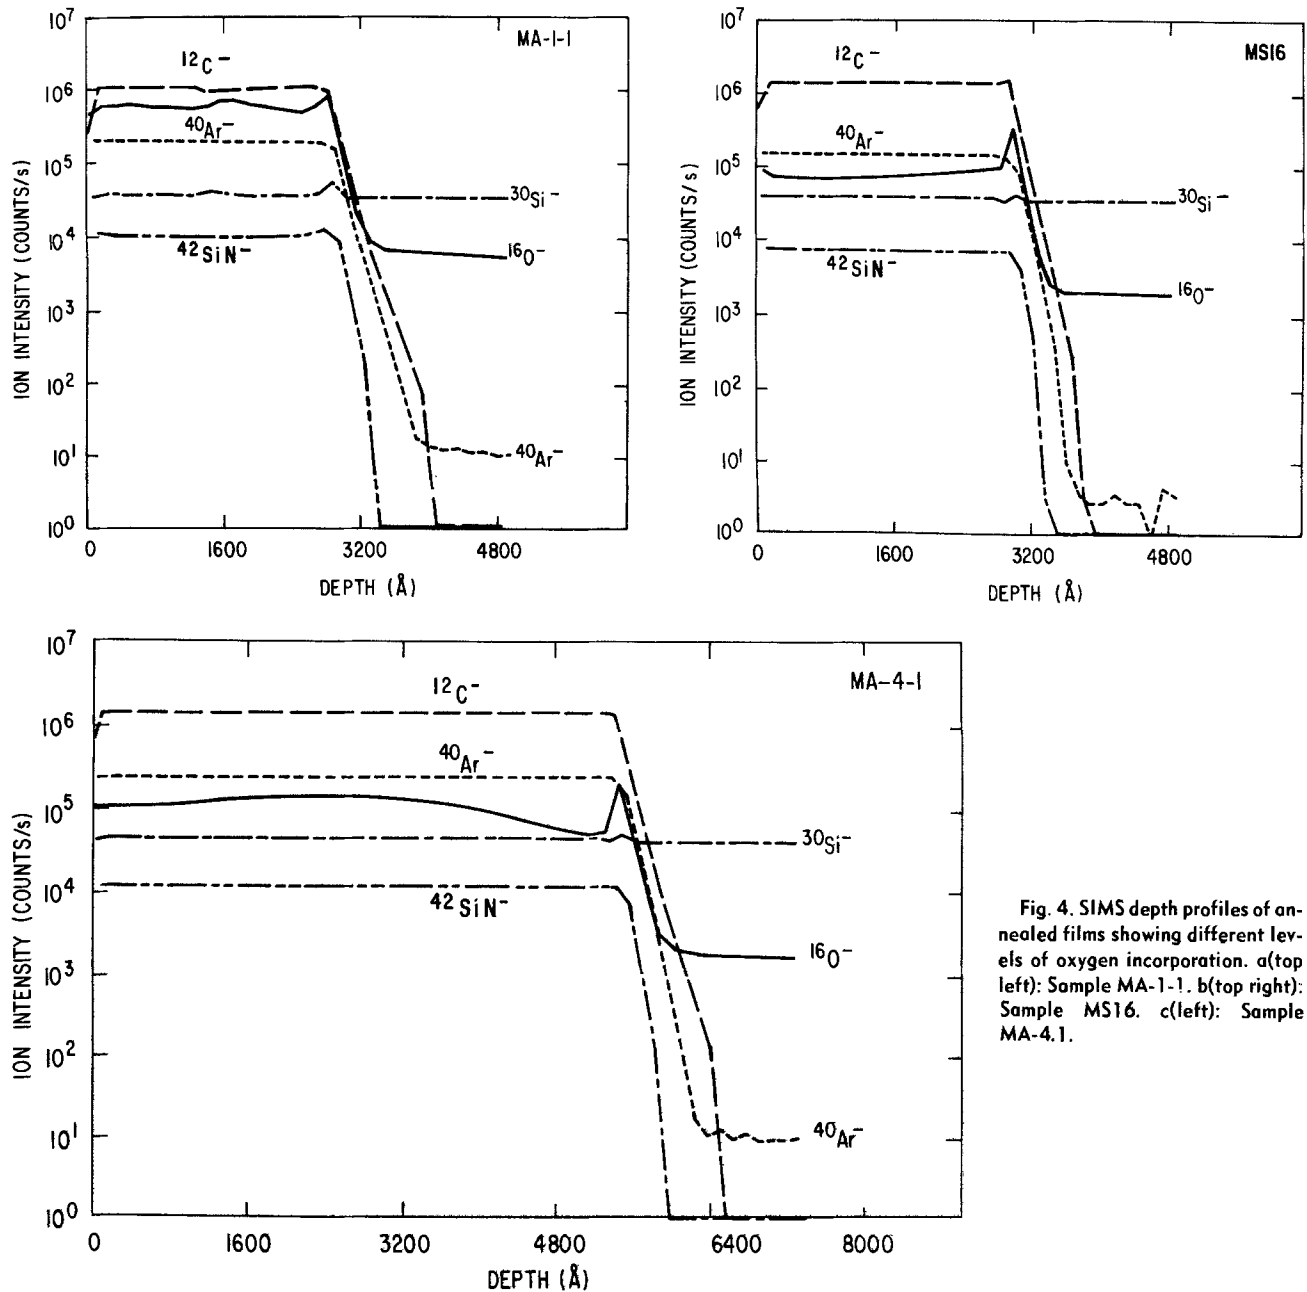 MA-1-1
10⁷
10⁶
10⁵
10⁴
10³
10²
10¹
10⁰
ION INTENSITY (COUNTS/s)
¹²C⁻
⁴⁰Ar⁻
³⁰Si⁻
⁴²SiN⁻
¹⁶O⁻
⁴⁰Ar⁻
0 1600 3200 4800
DEPTH (Å)
MS16
10⁷
10⁶
10⁵
10⁴
10³
10²
10¹
10⁰
ION INTENSITY (COUNTS/s)
¹²C⁻
⁴⁰Ar⁻
³⁰Si⁻
⁴²SiN⁻
¹⁶O⁻
0 1600 3200 4800
DEPTH (Å)
MA-4-1
10⁷
10⁶
10⁵
10⁴
10³
10²
10¹
10⁰
ION INTENSITY (COUNTS/s)
¹²C⁻
⁴⁰Ar⁻
³⁰Si⁻
⁴²SiN⁻
¹⁶O⁻
⁴⁰Ar⁻
0 1600 3200 4800 6400 8000
DEPTH (Å)
Fig. 4. SIMS depth profiles of an-
nealed films showing different lev-
els of oxygen incorporation. a(top
left): Sample MA-1-1. b(top right):
Sample MS16. c(left): Sample
MA-4.1.